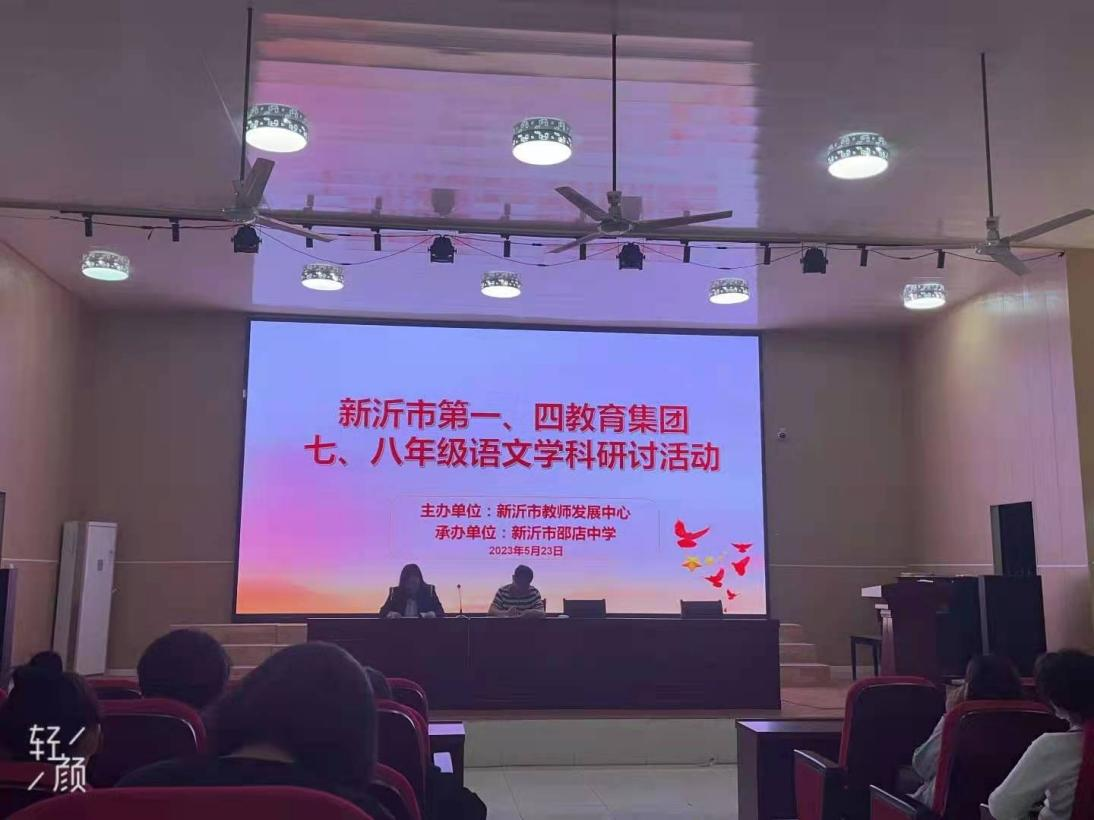 新沂市第一、四教育集团
七、八年级语文学科研讨活动
主办单位：新沂市教师发展中心
承办单位：新沂市邵店中学
2023年5月23日
轻
颜